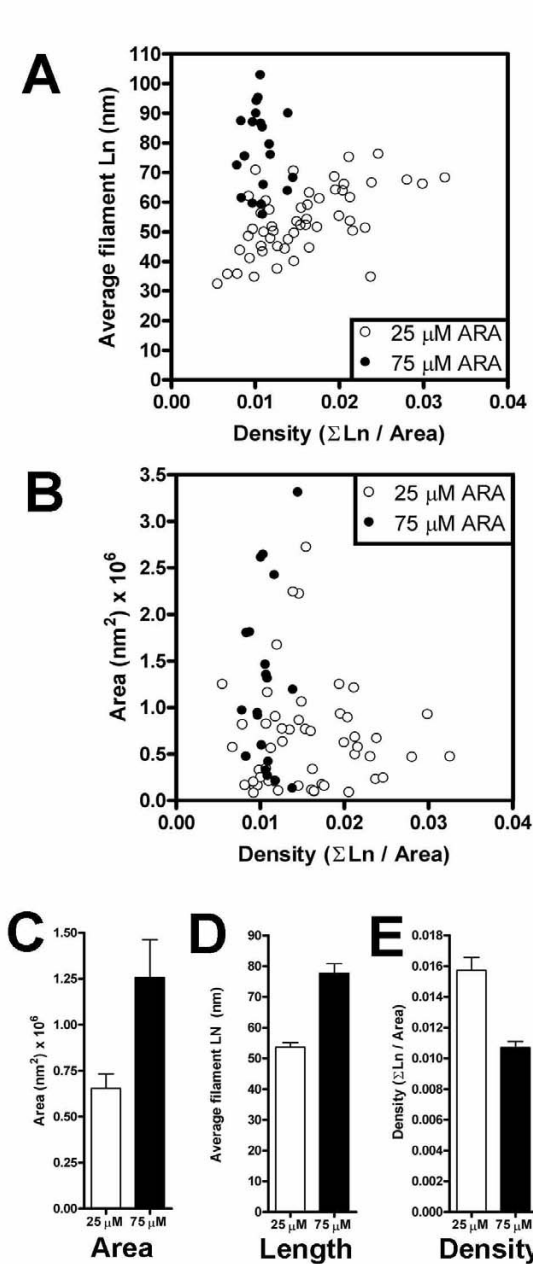 A
Average filament Ln (nm)
110
100
90
80
70
60
50
40
30
20
10
0
0.00 0.01 0.02 0.03 0.04
Density (ΣLn / Area)
○ 25 μM ARA
● 75 μM ARA
B
Area (nm²) x 10⁶
3.5
3.0
2.5
2.0
1.5
1.0
0.5
0.0
0.00 0.01 0.02 0.03 0.04
Density (ΣLn / Area)
○ 25 μM ARA
● 75 μM ARA
C
Area (nm²) x 10⁶
1.50
1.25
1.00
0.75
0.50
0.25
0.00
25 μM 75 μM
Area
D
Average filament LN (nm)
90
80
70
60
50
40
30
20
10
0
25 μM 75 μM
Length
E
Density (ΣLn / Area)
0.018
0.016
0.014
0.012
0.010
0.008
0.006
0.004
0.002
0.000
25 μM 75 μM
Density